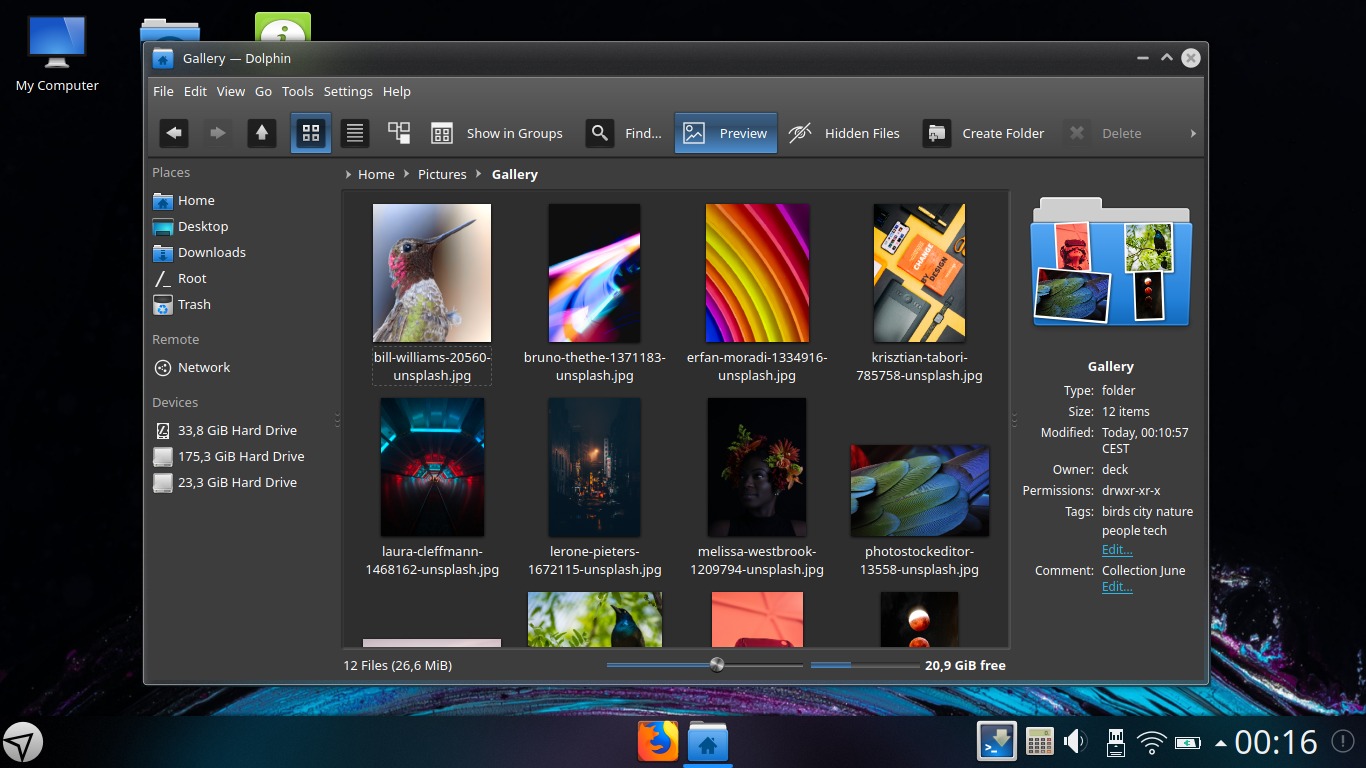 My Computer
Gallery — Dolphin
File Edit View Go Tools Settings Help
Show in Groups Find... Preview Hidden Files Create Folder Delete
Places
Home
Desktop
Downloads
Root
Trash
Remote
Network
Devices
33,8 GiB Hard Drive
175,3 GiB Hard Drive
23,3 GiB Hard Drive
Home Pictures Gallery
CHANGE
BY
DESIGN
bill-williams-20560-
unsplash.jpg
bruno-thethe-1371183-
unsplash.jpg
erfan-moradi-1334916-
unsplash.jpg
krisztian-tabori-
785758-unsplash.jpg
laura-cleffmann-
1468162-unsplash.jpg
lerone-pieters-
1672115-unsplash.jpg
melissa-westbrook-
1209794-unsplash.jpg
photostockeditor-
13558-unsplash.jpg
12 Files (26,6 MiB)
20,9 GiB free
Gallery
Type: folder
Size: 12 items
Modified: Today, 00:10:57
CEST
Owner: deck
Permissions: drwxr-xr-x
Tags: birds city nature
people tech
Edit...
Comment: Collection June
Edit...
00:16